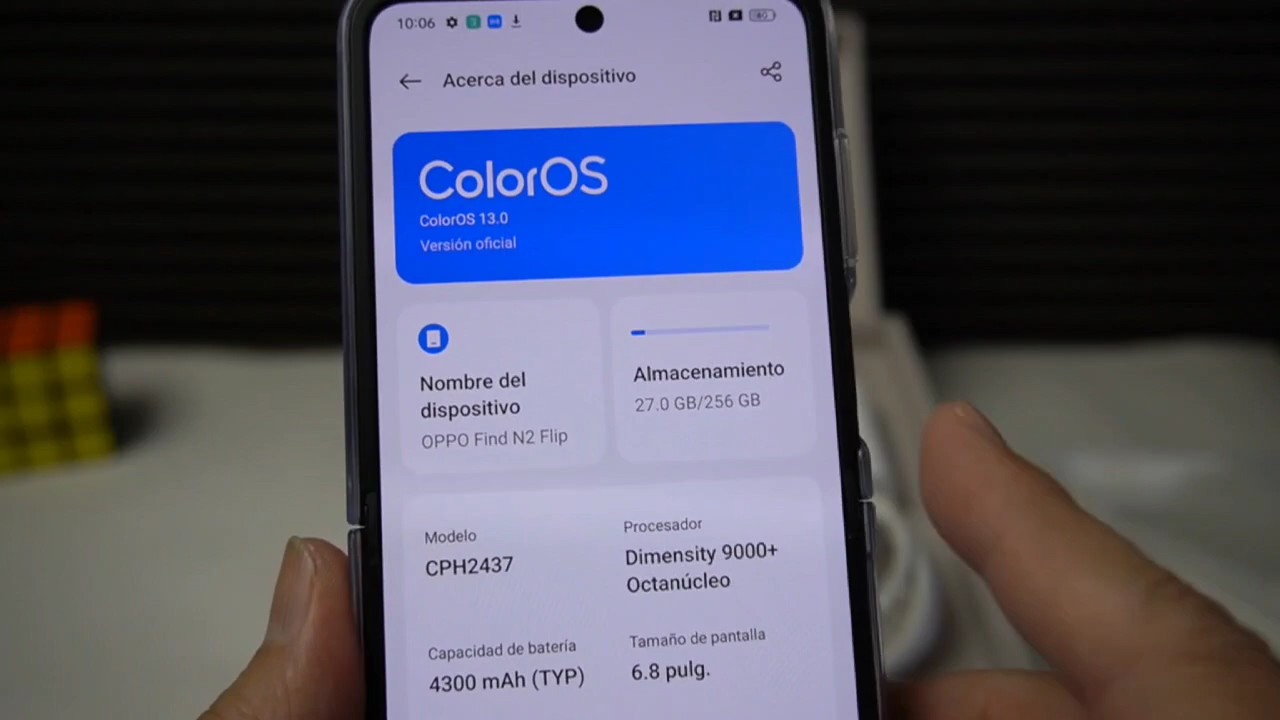 10:06
40
Acerca del dispositivo
ColorOS
ColorOS 13.0
Versión oficial
Nombre del
dispositivo
OPPO Find N2 Flip
Almacenamiento
27.0 GB/256 GB
Modelo
CPH2437
Procesador
Dimensity 9000+
Octanúcleo
Capacidad de batería
4300 mAh (TYP)
Tamaño de pantalla
6.8 pulg.